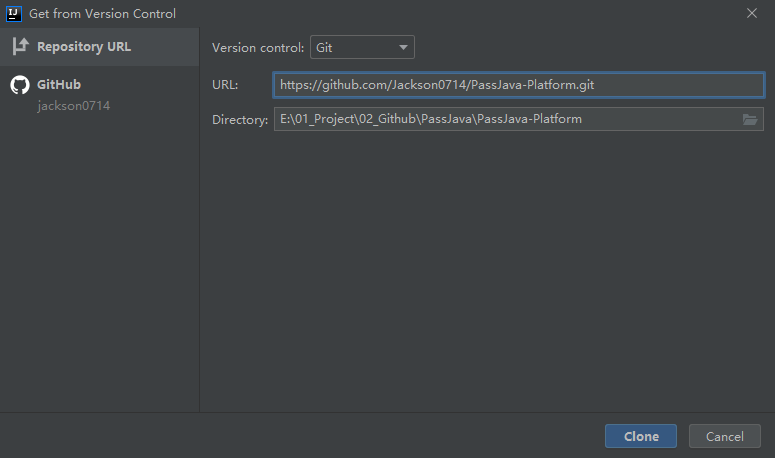 IJ Get from Version Control
Repository URL
GitHub
jackson0714
Version control: Git
URL: https://github.com/Jackson0714/PassJava-Platform.git
Directory: E:\01_Project\02_Github\PassJava\PassJava-Platform
Clone Cancel